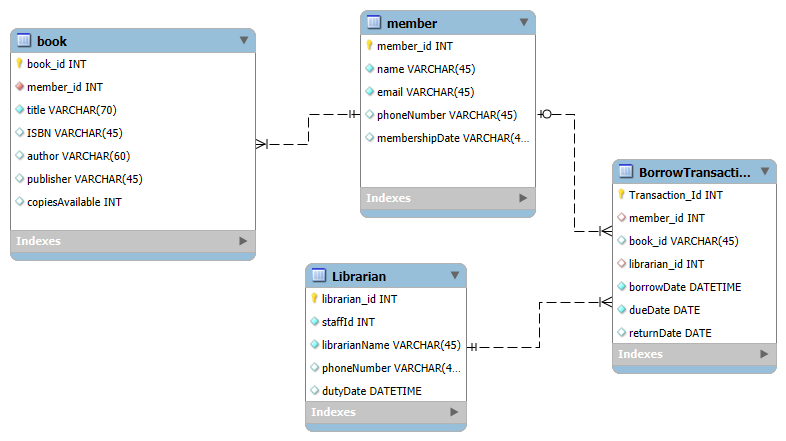 book
book_id INT
member_id INT
title VARCHAR(70)
ISBN VARCHAR(45)
author VARCHAR(60)
publisher VARCHAR(45)
copiesAvailable INT
Indexes
member
member_id INT
name VARCHAR(45)
email VARCHAR(45)
phoneNumber VARCHAR(45)
membershipDate VARCHAR(4...
Indexes
BorrowTransacti...
Transaction_Id INT
member_id INT
book_id VARCHAR(45)
librarian_id INT
borrowDate DATETIME
dueDate DATE
returnDate DATE
Indexes
Librarian
librarian_id INT
staffId INT
librarianName VARCHAR(45)
phoneNumber VARCHAR(4...
dutyDate DATETIME
Indexes